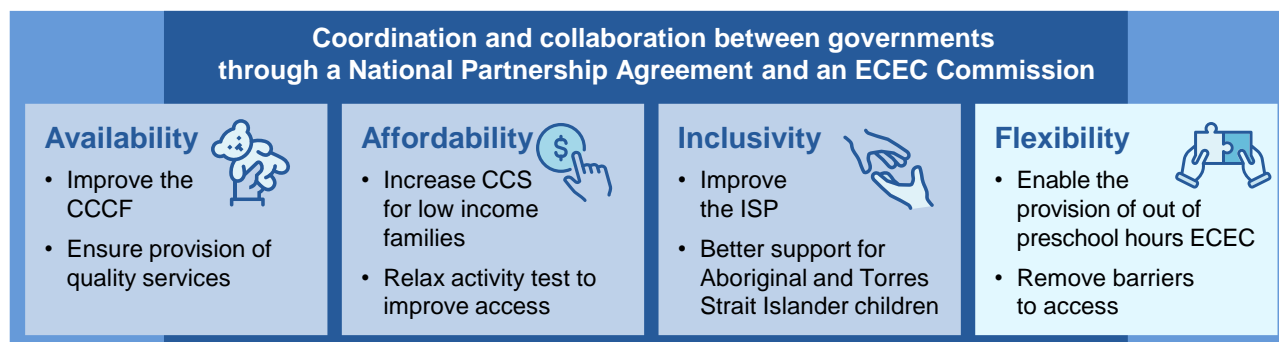 Coordination and collaboration between governments
through a National Partnership Agreement and an ECEC Commission
Availability
• Improve the
CCCF
• Ensure provision of
quality services
Affordability
$
• Increase CCS
for low income
families
• Relax activity test to
improve access
Inclusivity
• Improve
the ISP
• Better support for
Aboriginal and Torres
Strait Islander children
Flexibility
• Enable the
provision of out of
preschool hours ECEC
• Remove barriers
to access